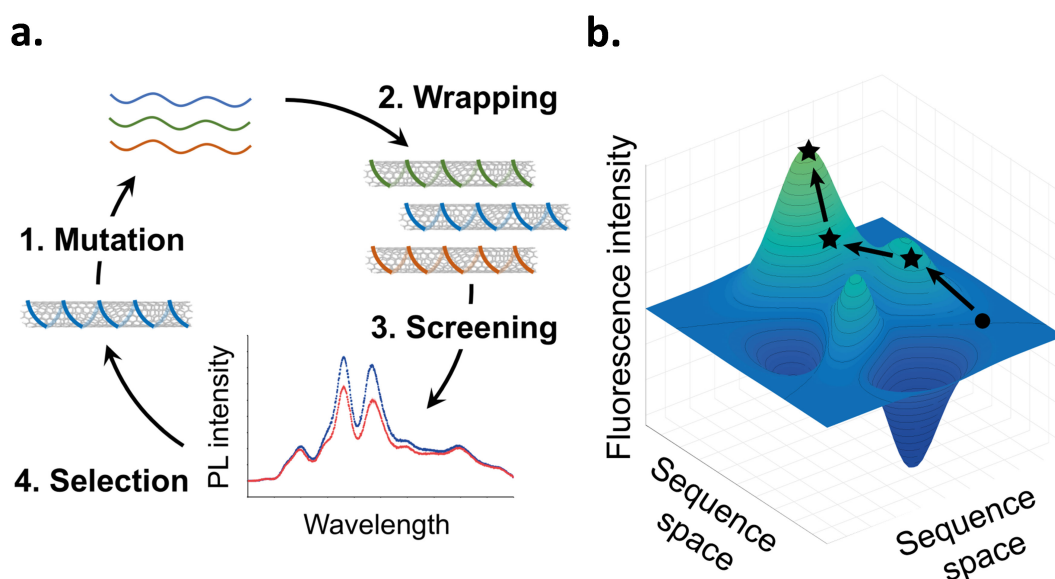 a.
2. Wrapping
1. Mutation
3. Screening
PL intensity
4. Selection
Wavelength
b.
Fluorescence intensity
Sequence
space
Sequence
space